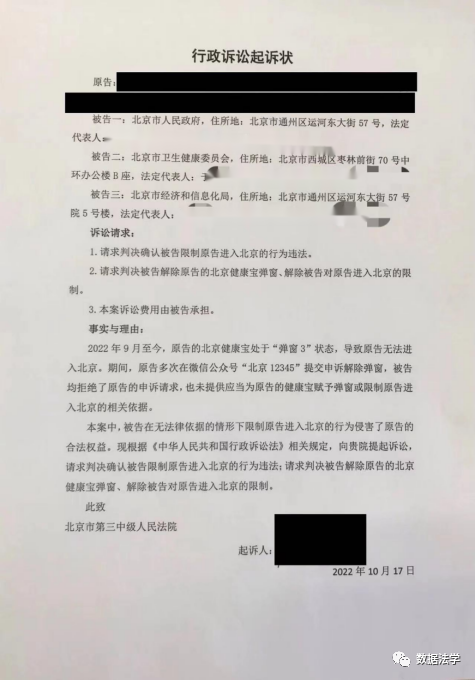 行政诉讼起诉状
原告：
被告一：北京市人民政府，住所地：北京市通州区运河东大街 57 号，法定
代表人：
被告二：北京市卫生健康委员会，住所地：北京市西城区枣林前街 70 号中
环办公楼 B 座，法定代表人：
被告三：北京市经济和信息化局，住所地：北京市通州区运河东大街 57 号
院 5 号楼，法定代表人：
诉讼请求：
1.请求判决确认被告限制原告进入北京的行为违法。
2.请求判决被告解除原告的北京健康宝弹窗、解除被告对原告进入北京的限
制。
3.本案诉讼费用由被告承担。
事实与理由：
2022 年 9 月至今，原告的北京健康宝处于“弹窗 3”状态，导致原告无法进
入北京。期间，原告多次在微信公众号“北京 12345”提交申诉解除弹窗，被告
均拒绝了原告的申诉请求，也未提供应当为原告的健康宝赋予弹窗或限制原告进
入北京的相关依据。
本案中，被告在无法律依据的情形下限制原告进入北京的行为侵害了原告的
合法权益。现根据《中华人民共和国行政诉讼法》相关规定，向贵院提起诉讼，
请求判决确认被告限制原告进入北京的行为违法；请求判决被告解除原告的北京
健康宝弹窗、解除被告对原告进入北京的限制。
此致
北京市第三中级人民法院
起诉人：
2022 年 10 月 17 日
数据法学